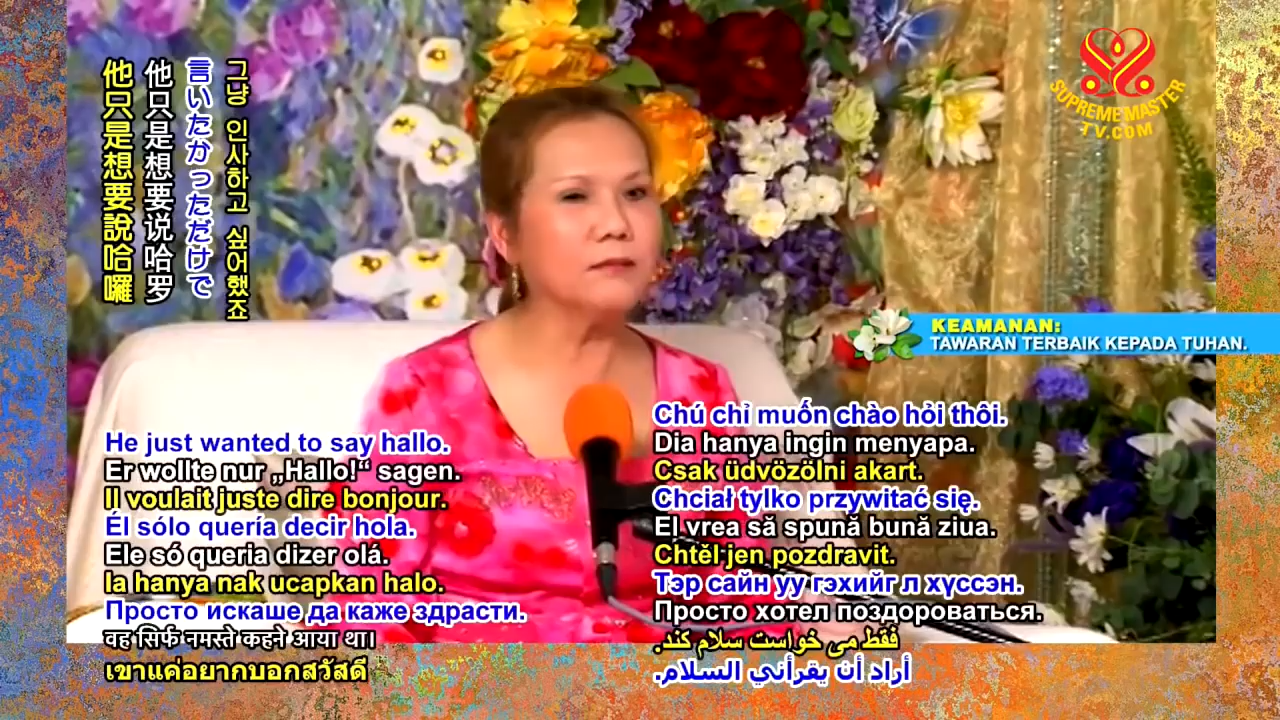 SUPREME MASTER
TV.COM
그냥 인사하고 싶어했죠
言いたかっただけで
他只是想要说哈罗
他只是想要說哈囉
KEAMANAN:
TAWARAN TERBAIK KEPADA TUHAN.
He just wanted to say hallo.
Er wollte nur „Hallo!“ sagen.
Il voulait juste dire bonjour.
Él sólo quería decir hola.
Ele só queria dizer olá.
Ia hanya nak ucapkan halo.
Просто искаше да каже здрасти.
वह सिर्फ नमस्ते कहने आया था।
เขาแค่อยากบอกสวัสดี
Chú chỉ muốn chào hỏi thôi.
Dia hanya ingin menyapa.
Csak üdvözölni akart.
Chciał tylko przywitać się.
El vrea să spună bună ziua.
Chtěl jen pozdravit.
Тэр сайн уу гэхийг л хүссэн.
Просто хотел поздороваться.
فقط می خواست سلام کند.
أراد أن يقرأني السلام.